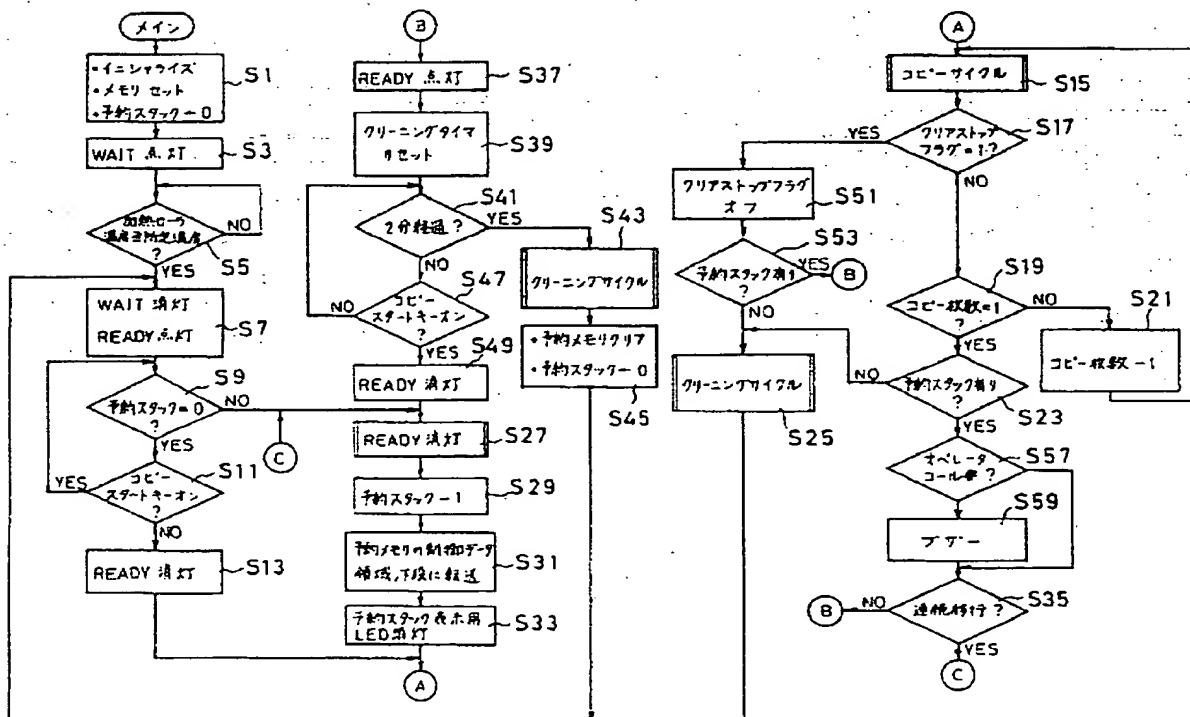 メイン
・イニシャライズ
・メモリセット
・予約スタック←0
S1
WAIT 点灯
S3
加熱ローラ
温度≧所定温度
?
NO
YES
S5
WAIT 消灯
READY 点灯
S7
予約スタック=0
?
S9
NO
YES
C
コピー
スタートキーオン
?
S11
YES
NO
READY 消灯
S13
B
READY 点灯
S37
クリーニングタイマ
リセット
S39
2分経過?
S41
YES
NO
クリーニングサイクル
S43
・予約メモリクリア
・予約スタック←0
S45
コピー
スタートキーオン
?
S47
NO
YES
READY 消灯
S49
READY 消灯
S27
予約スタック-1
S29
予約メモリの制御データ
領域,下段に転送
S31
予約スタック表示用
LED消灯
S33
A
A
コピーサイクル
S15
クリアストップ
フラグ=1?
S17
YES
NO
クリアストップフラグ
オフ
S51
予約スタック有り
?
S53
YES
B
NO
クリーニングサイクル
S25
コピー枚数=1
?
S19
NO
YES
コピー枚数-1
S21
予約スタック有り
?
S23
NO
YES
オペレータ
コール有?
S57
ブザー
S59
連続移行?
S35
NO
B
YES
C